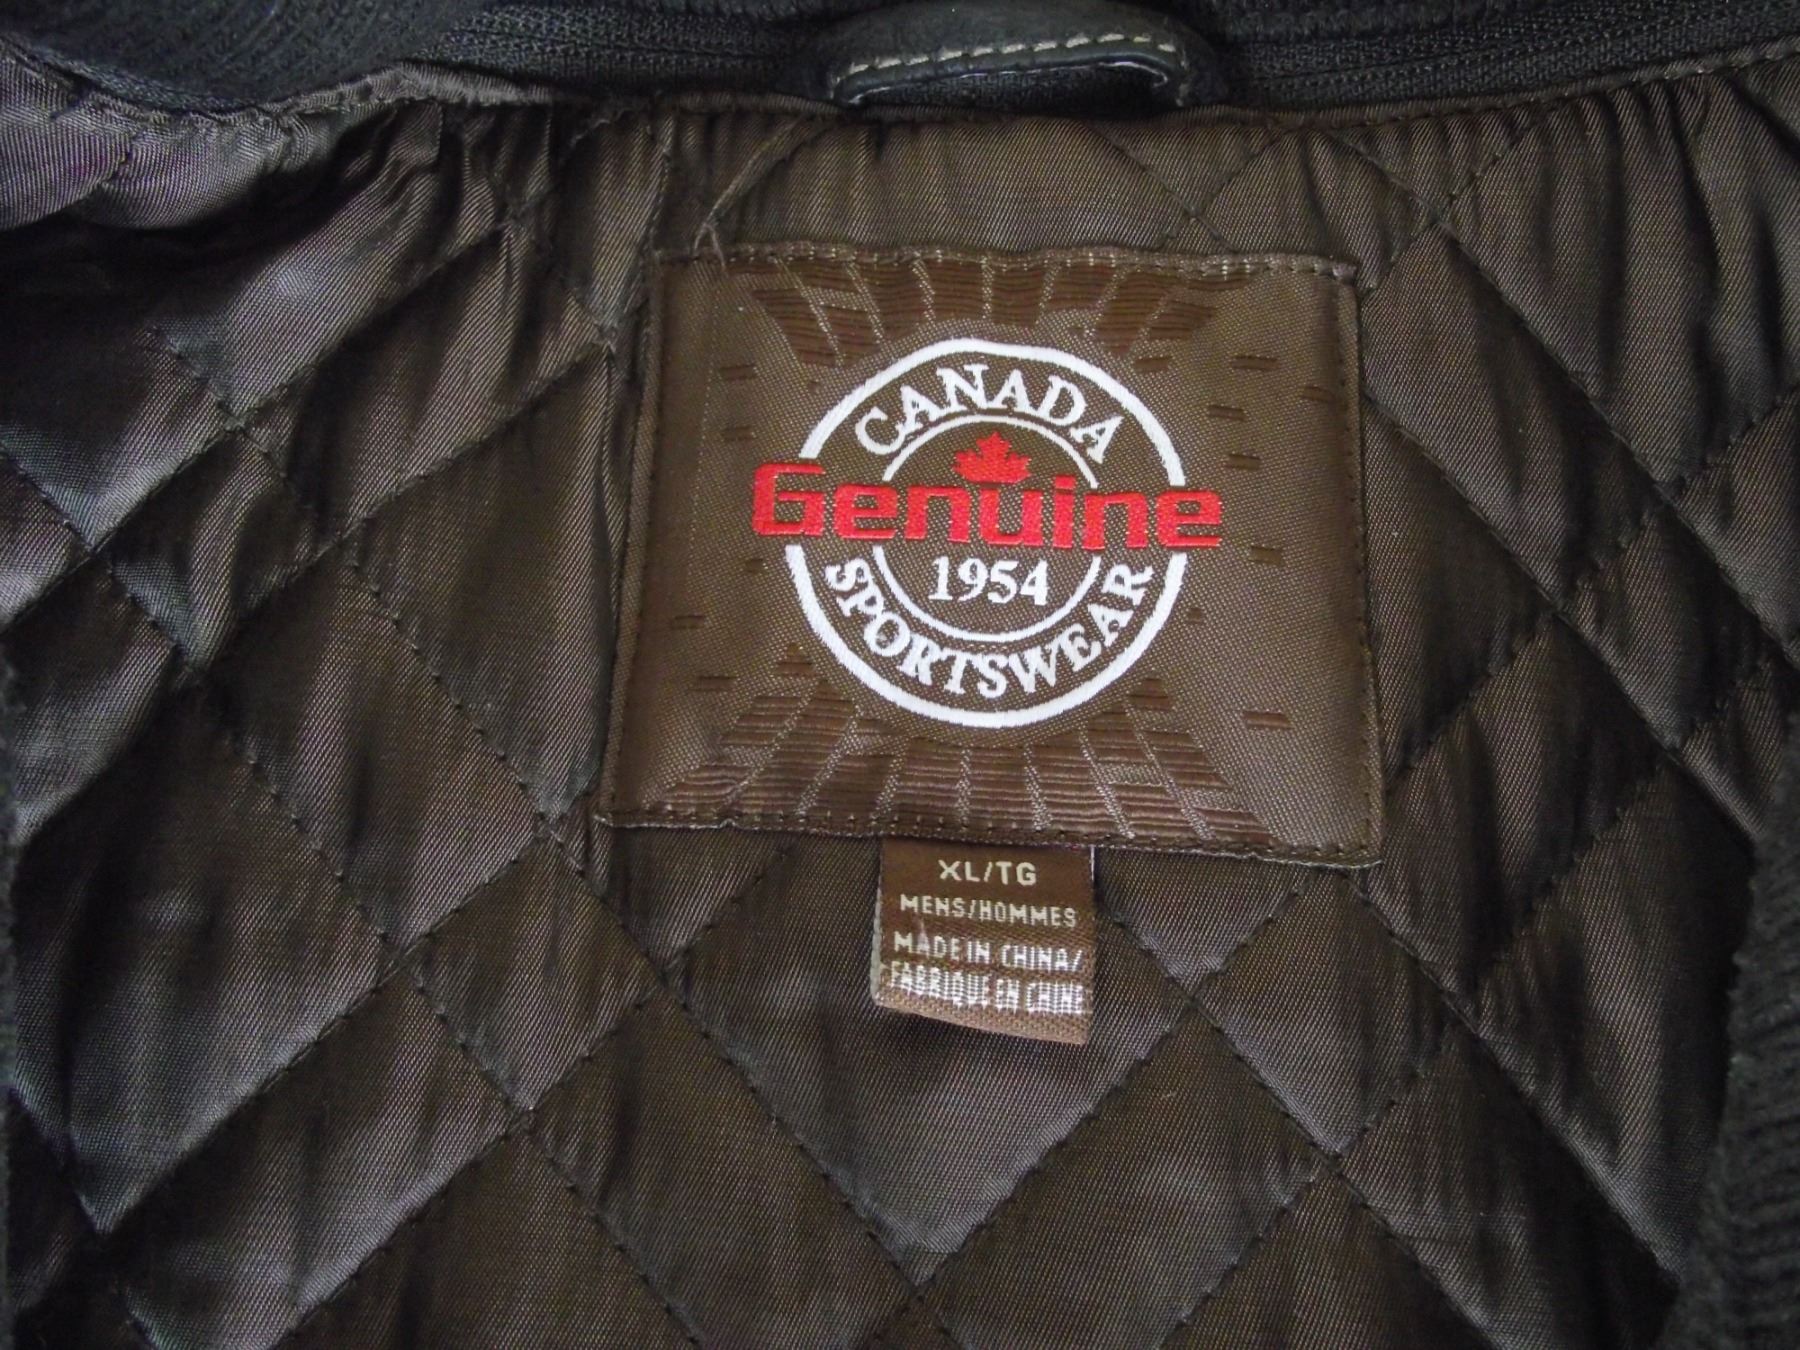 CANADA
Genuine
1954
SPORTSWEAR
XL/TG
MENS/HOMMES
MADE IN CHINA/
FABRIQUE EN CHINE